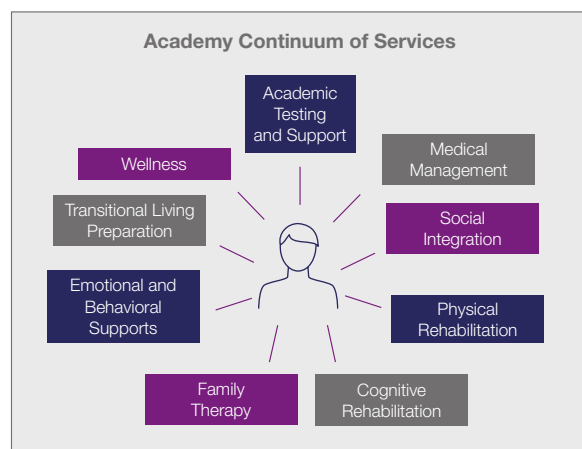 Academy Continuum of Services
Academic
Testing
and Support
Medical
Management
Social
Integration
Physical
Rehabilitation
Cognitive
Rehabilitation
Family
Therapy
Emotional and
Behavioral
Supports
Transitional Living
Preparation
Wellness